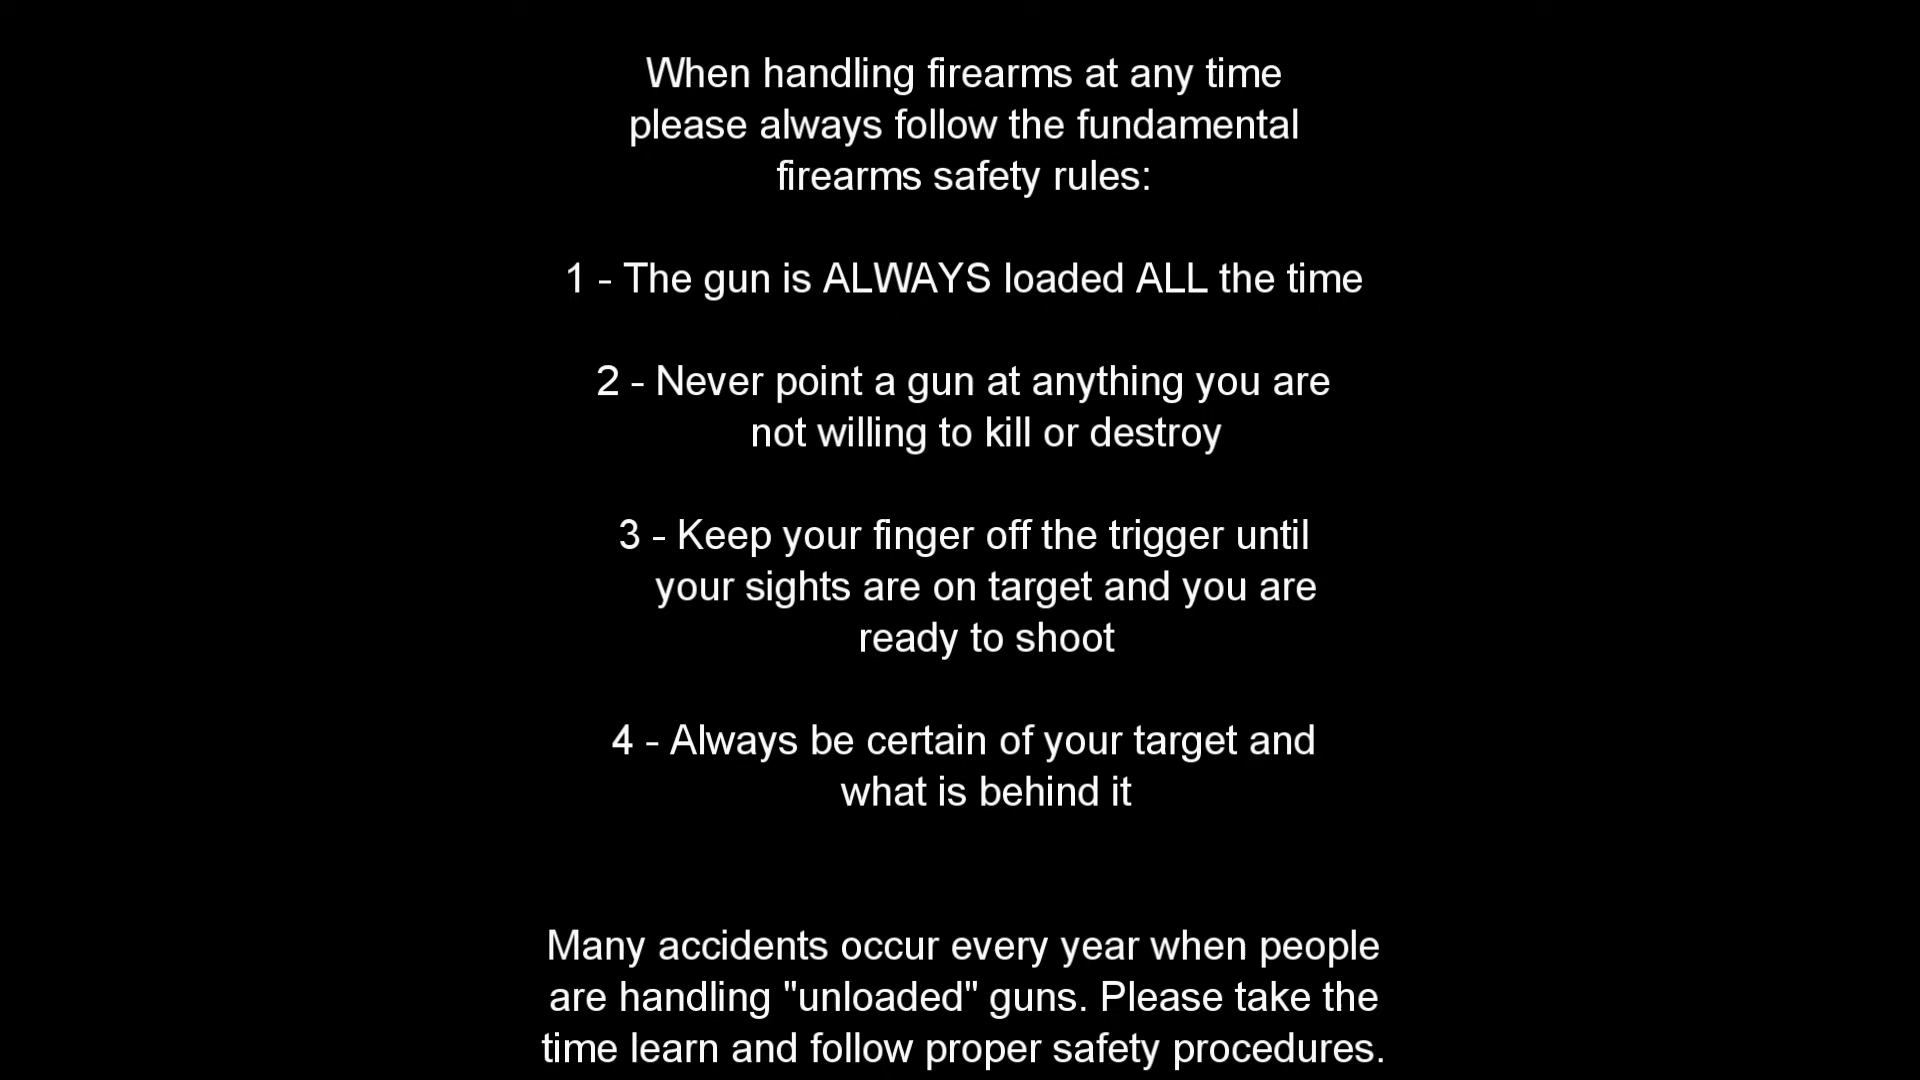 When handling firearms at any time
please always follow the fundamental
firearms safety rules:
1 - The gun is ALWAYS loaded ALL the time
2 - Never point a gun at anything you are
not willing to kill or destroy
3 - Keep your finger off the trigger until
your sights are on target and you are
ready to shoot
4 - Always be certain of your target and
what is behind it
Many accidents occur every year when people
are handling "unloaded" guns. Please take the
time learn and follow proper safety procedures.